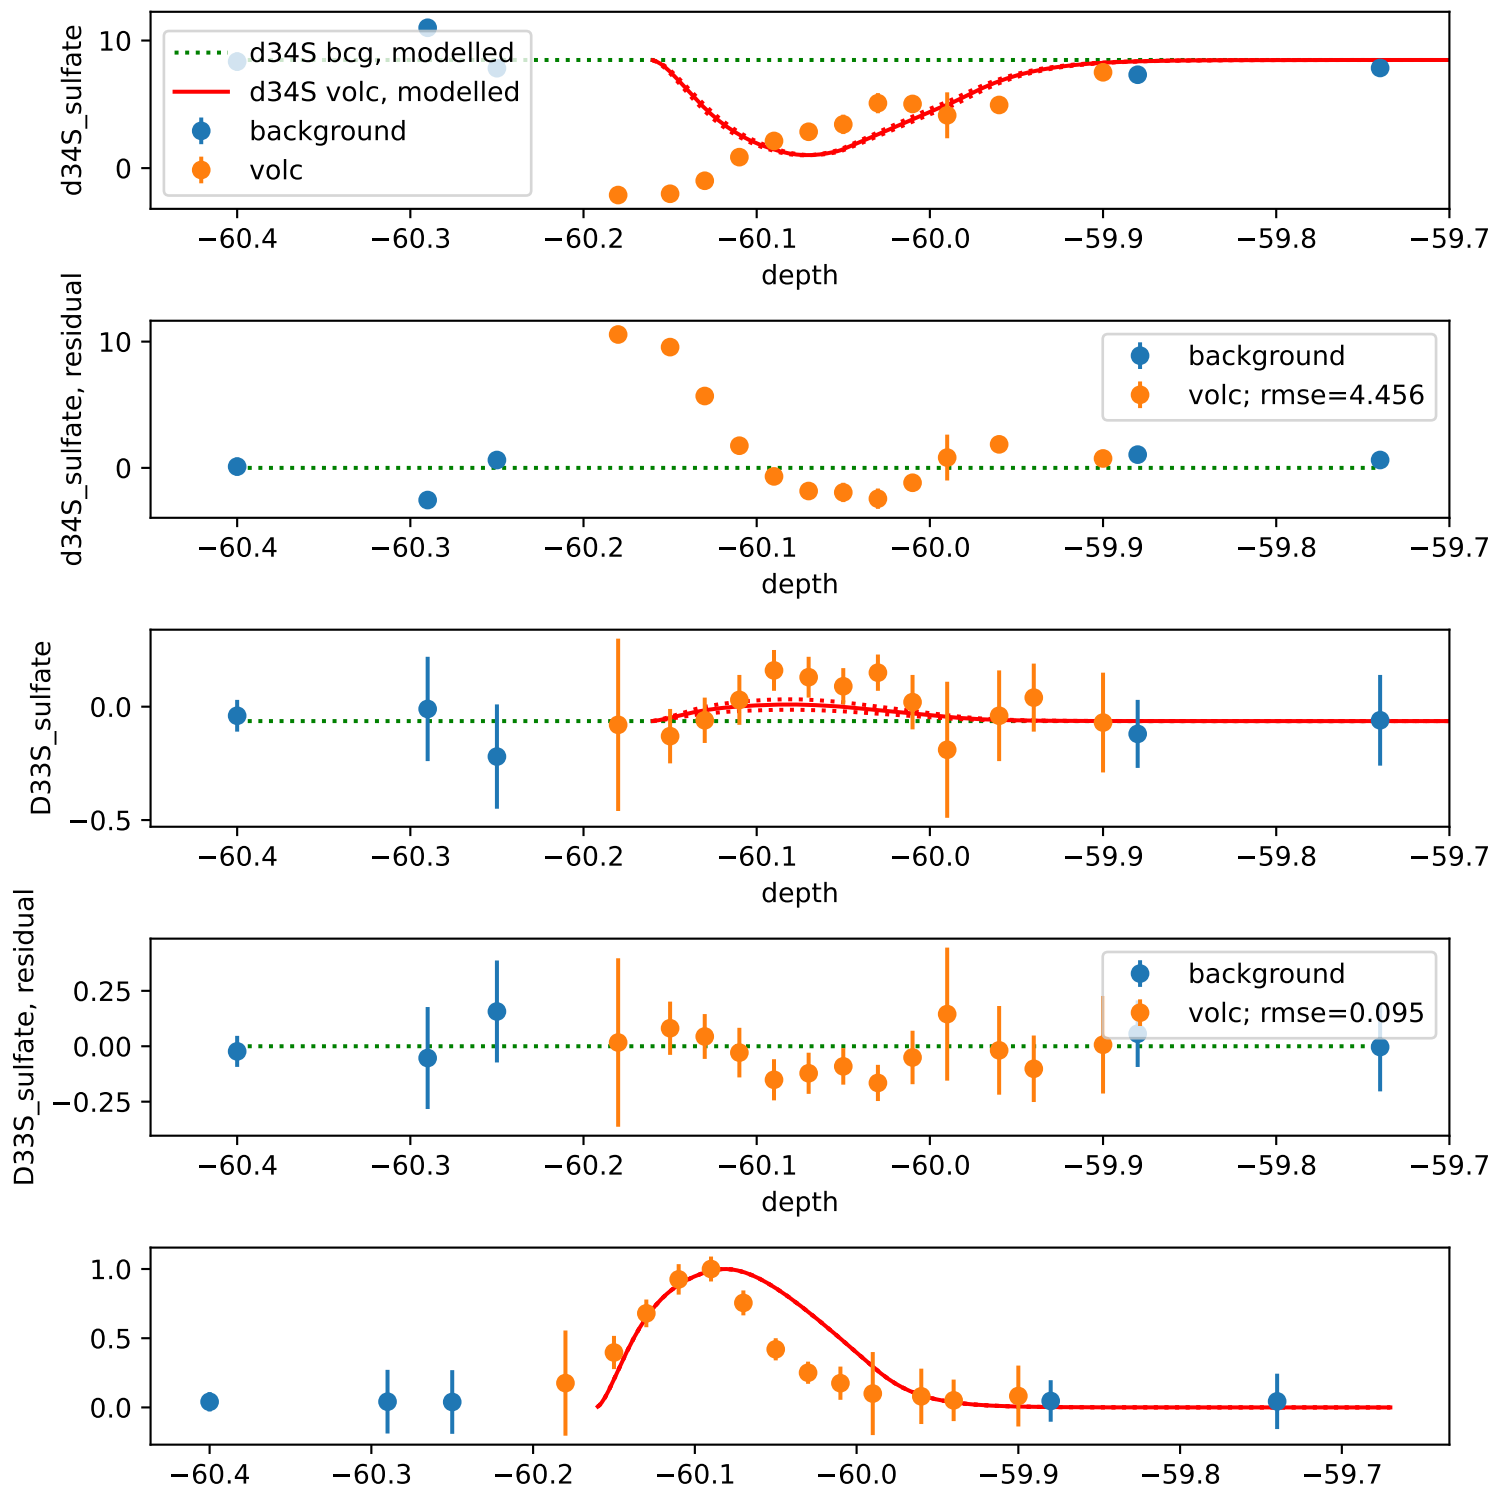 d34S_sulfate
10
0
d34S bcg, modelled
d34S volc, modelled
background
volc
−60.4 −60.3 −60.2 −60.1 −60.0 −59.9 −59.8 −59.7
depth
d34S_sulfate, residual
10
0
background
volc; rmse=4.456
−60.4 −60.3 −60.2 −60.1 −60.0 −59.9 −59.8 −59.7
depth
D33S_sulfate
0.0
−0.5
−60.4 −60.3 −60.2 −60.1 −60.0 −59.9 −59.8 −59.7
depth
D33S_sulfate, residual
0.25
0.00
−0.25
background
volc; rmse=0.095
−60.4 −60.3 −60.2 −60.1 −60.0 −59.9 −59.8 −59.7
depth
1.0
0.5
0.0
−60.4 −60.3 −60.2 −60.1 −60.0 −59.9 −59.8 −59.7